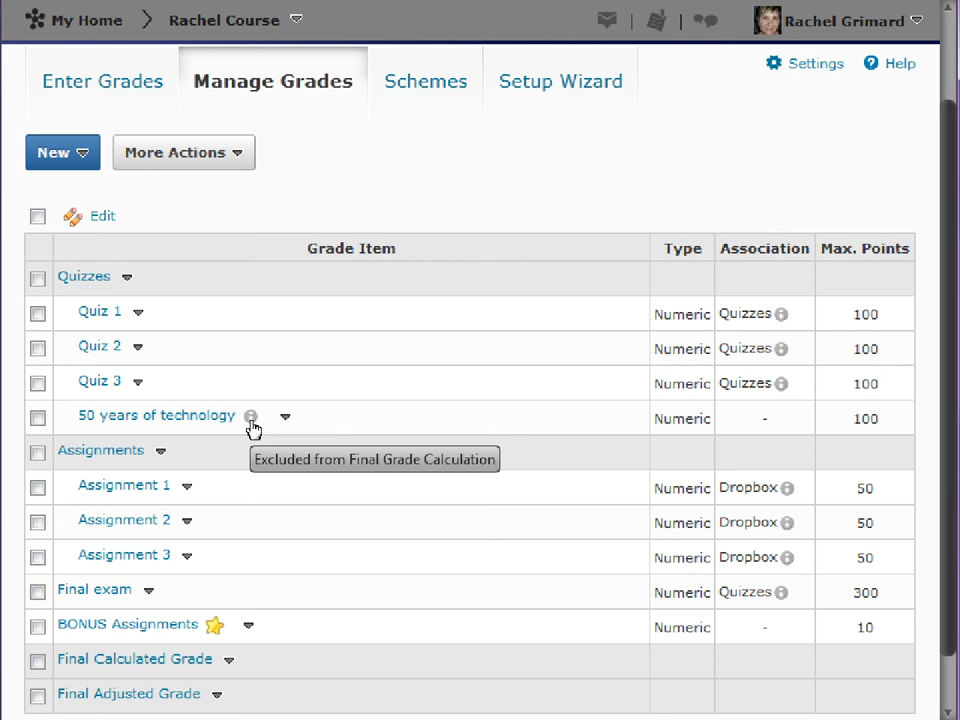 My Home Rachel Course Rachel Grimard
Enter Grades Manage Grades Schemes Setup Wizard Settings Help
New More Actions
Edit
Grade Item Type Association Max. Points
Quizzes
Quiz 1 Numeric Quizzes 100
Quiz 2 Numeric Quizzes 100
Quiz 3 Numeric Quizzes 100
50 years of technology Numeric - 100
Assignments
Excluded from Final Grade Calculation
Assignment 1 Numeric Dropbox 50
Assignment 2 Numeric Dropbox 50
Assignment 3 Numeric Dropbox 50
Final exam Numeric Quizzes 300
BONUS Assignments Numeric - 10
Final Calculated Grade
Final Adjusted Grade